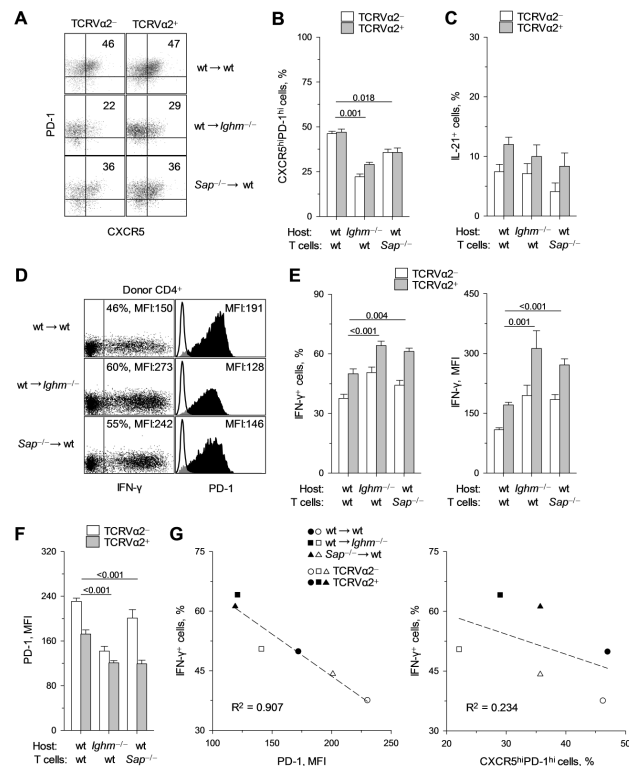 A
TCRVα2⁻ TCRVα2⁺
46 47
wt → wt
22 29
wt → Ighm⁻/⁻
36 36
Sap⁻/⁻ → wt
PD-1
CXCR5
B
TCRVα2⁻
TCRVα2⁺
CXCR5ʰⁱPD-1ʰⁱ cells, %
80
60
40
20
0
0.018
0.001
Host: wt Ighm⁻/⁻ wt
T cells: wt wt Sap⁻/⁻
C
TCRVα2⁻
TCRVα2⁺
IL-21⁺ cells, %
20
15
10
5
0
Host: wt Ighm⁻/⁻ wt
T cells: wt wt Sap⁻/⁻
D
Donor CD4⁺
wt → wt
46%, MFI:150 MFI:191
wt → Ighm⁻/⁻
60%, MFI:273 MFI:128
Sap⁻/⁻ → wt
55%, MFI:242 MFI:146
IFN-γ PD-1
E
TCRVα2⁻
TCRVα2⁺
IFN-γ⁺ cells, %
90
60
30
0
0.004
<0.001
Host: wt Ighm⁻/⁻ wt
T cells: wt wt Sap⁻/⁻
IFN-γ, MFI
450
300
150
0
<0.001
0.001
Host: wt Ighm⁻/⁻ wt
T cells: wt wt Sap⁻/⁻
F
TCRVα2⁻
TCRVα2⁺
PD-1, MFI
320
240
160
80
0
<0.001
<0.001
Host: wt Ighm⁻/⁻ wt
T cells: wt wt Sap⁻/⁻
G
wt → wt
wt → Ighm⁻/⁻
Sap⁻/⁻ → wt
TCRVα2⁻
TCRVα2⁺
IFN-γ⁺ cells, %
75
60
45
30
R² = 0.907
100 150 200 250
PD-1, MFI
IFN-γ⁺ cells, %
75
60
45
30
R² = 0.234
20 30 40 50
CXCR5ʰⁱPD-1ʰⁱ cells, %